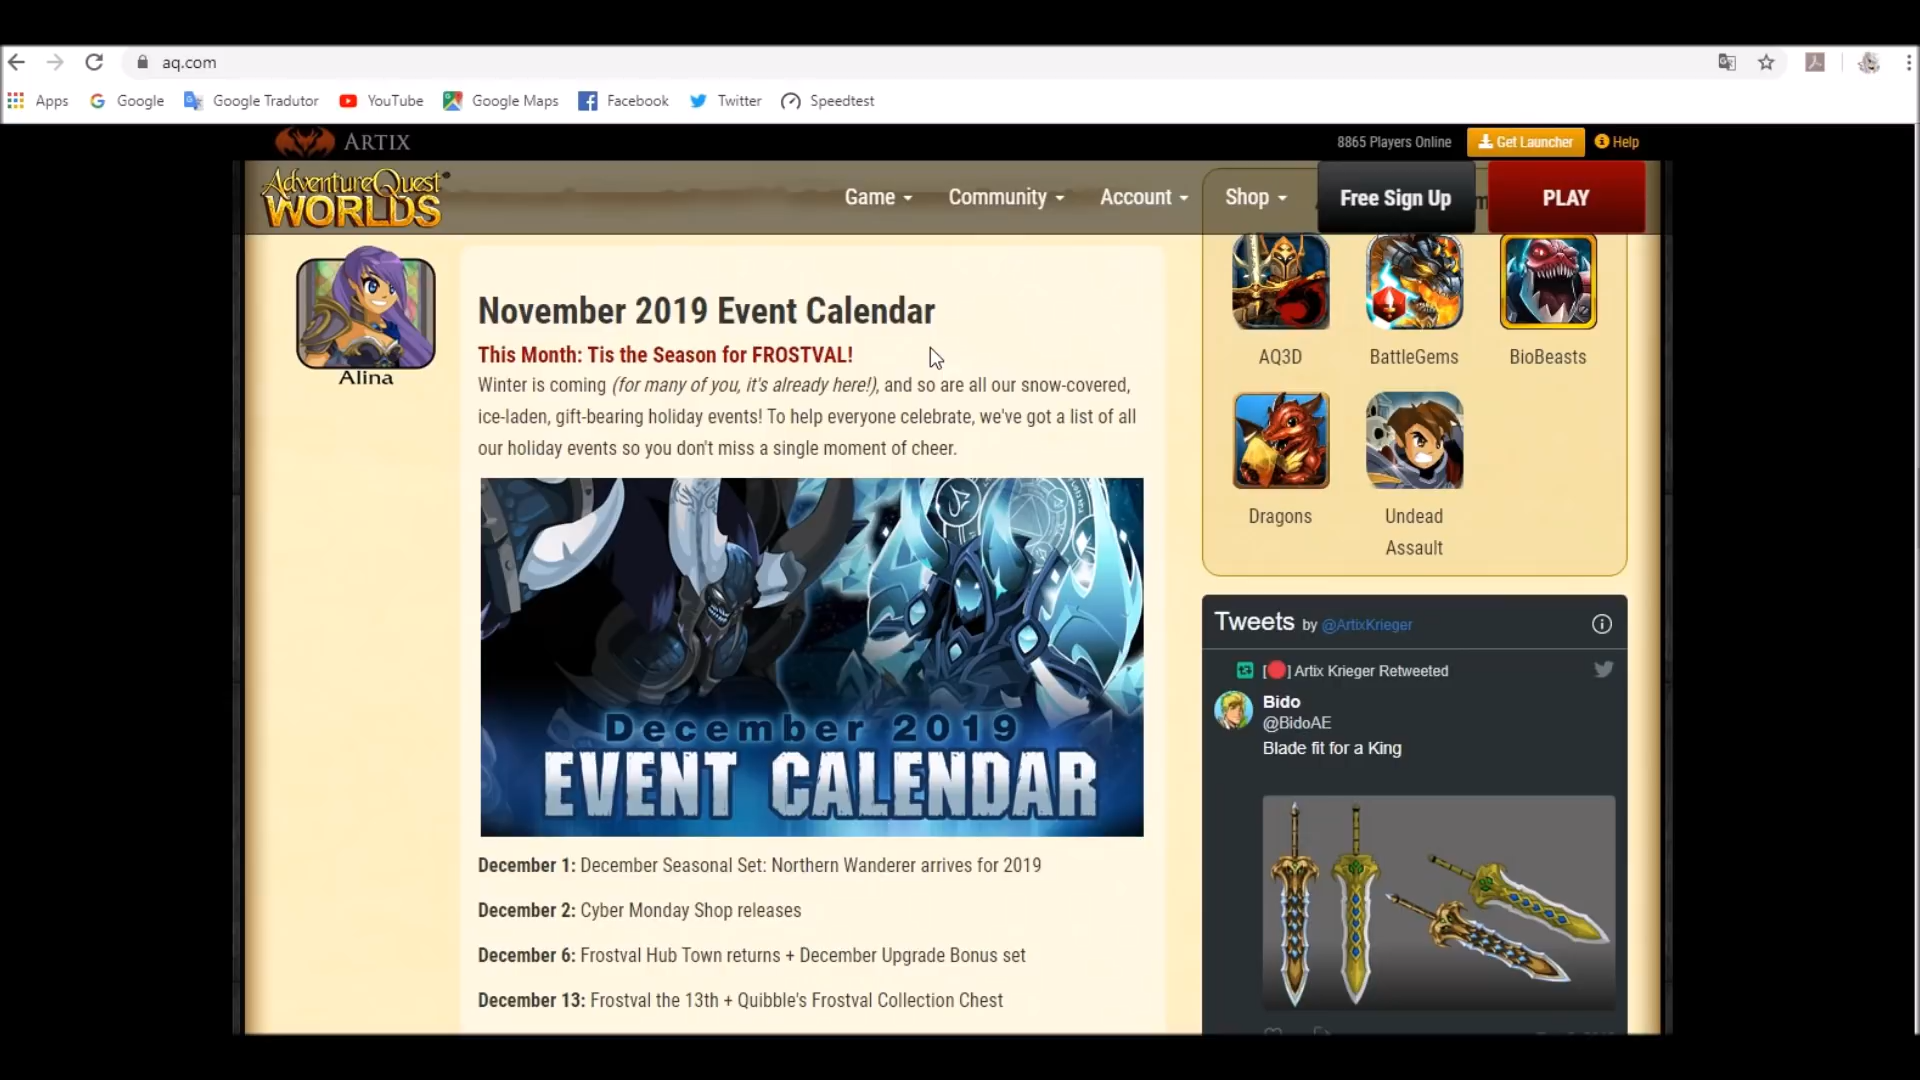 aq.com
Apps Google Google Tradutor YouTube Google Maps Facebook Twitter Speedtest
ARTIX
8865 Players Online Get Launcher Help
AdventureQuest
WORLDS
Game Community Account Shop Free Sign Up PLAY
Alina
November 2019 Event Calendar
This Month: Tis the Season for FROSTVAL!
Winter is coming (for many of you, it's already here!), and so are all our snow-covered,
ice-laden, gift-bearing holiday events! To help everyone celebrate, we've got a list of all
our holiday events so you don't miss a single moment of cheer.
December 2019
EVENT CALENDAR
December 1: December Seasonal Set: Northern Wanderer arrives for 2019
December 2: Cyber Monday Shop releases
December 6: Frostval Hub Town returns + December Upgrade Bonus set
December 13: Frostval the 13th + Quibble's Frostval Collection Chest
AQ3D BattleGems BioBeasts
Dragons Undead
Assault
Tweets by @ArtixKrieger
[🔴] Artix Krieger Retweeted
Bido
@BidoAE
Blade fit for a King